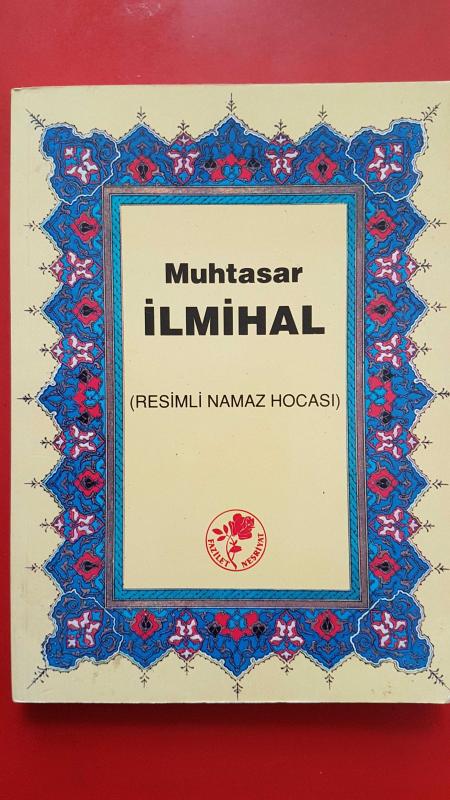 Muhtasar
İLMİHAL
(RESİMLİ NAMAZ HOCASI)
FAZİLET NEŞRİYAT